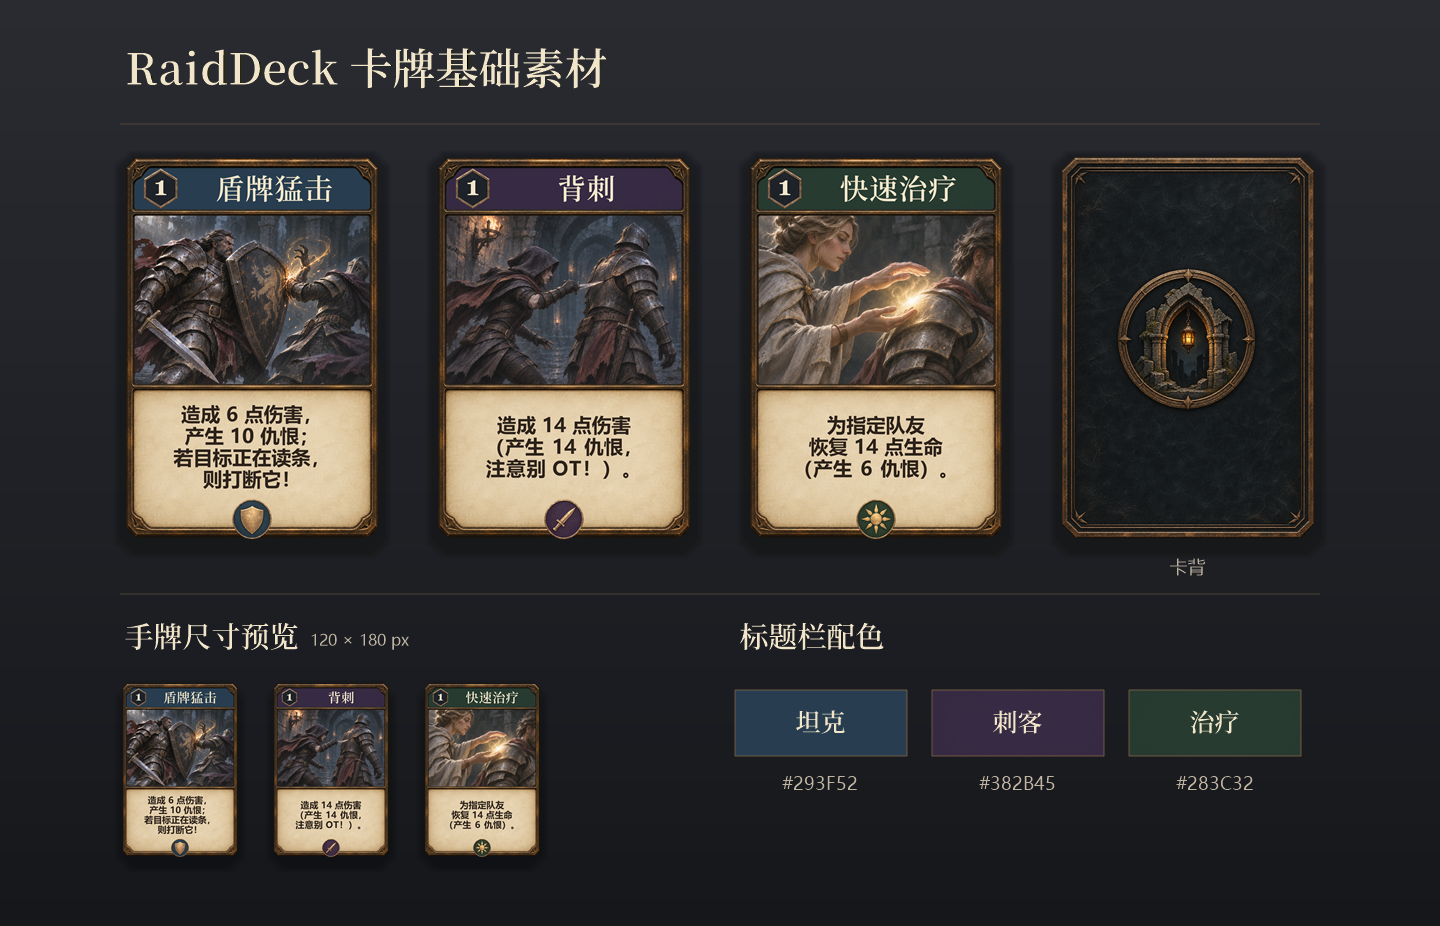 RaidDeck 卡牌基础素材
1 盾牌猛击
造成 6 点伤害，
产生 10 仇恨；
若目标正在读条，
则打断它！
1 背刺
造成 14 点伤害
（产生 14 仇恨，
注意别 OT！）。
1 快速治疗
为指定队友
恢复 14 点生命
（产生 6 仇恨）。
卡背
手牌尺寸预览 120 × 180 px
1 盾牌猛击
造成 6 点伤害，
产生 10 仇恨；
若目标正在读条，
则打断它！
1 背刺
造成 14 点伤害
（产生 14 仇恨，
注意别 OT！）。
1 快速治疗
为指定队友
恢复 14 点生命
（产生 6 仇恨）。
标题栏配色
坦克
#293F52
刺客
#382B45
治疗
#283C32